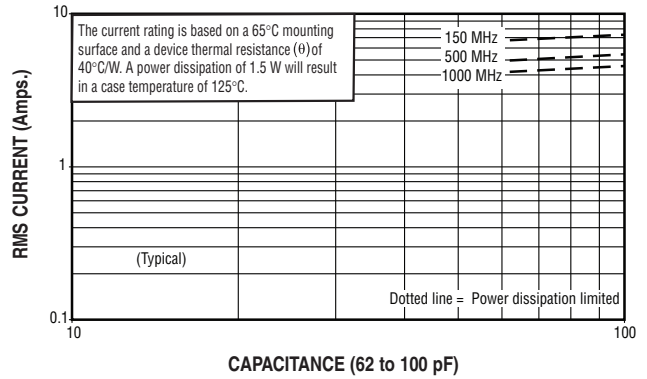 10
The current rating is based on a 65°C mounting
surface and a device thermal resistance (θ) of
40°C/W. A power dissipation of 1.5 W will result
in a case temperature of 125°C.
150 MHz
500 MHz
1000 MHz
RMS CURRENT (Amps.)
1
(Typical)
Dotted line = Power dissipation limited
0.1
10
100
CAPACITANCE (62 to 100 pF)